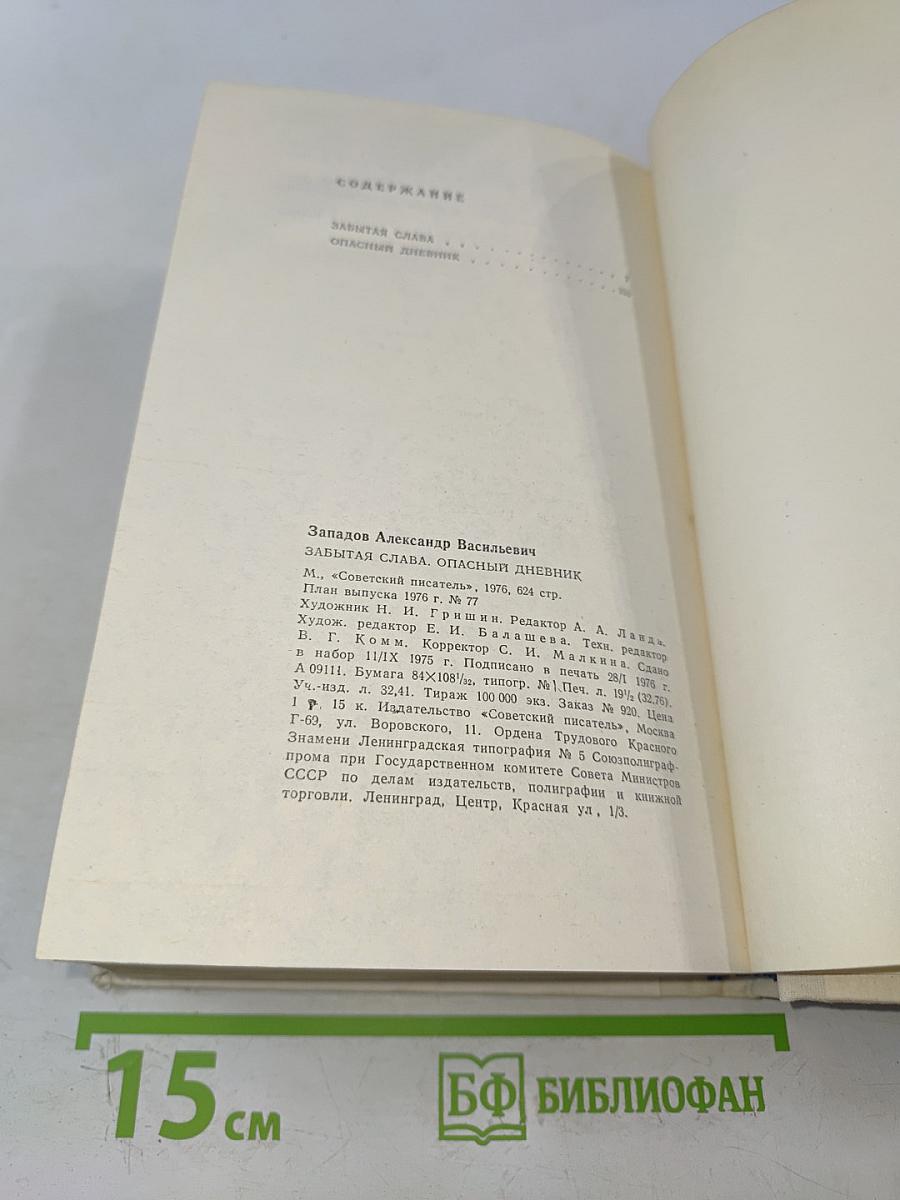 СОДЕРЖАНИЕ
ЗАБЫТАЯ СЛАВА . . . . . . . . . . . . .
ОПАСНЫЙ ДНЕВНИК . . . . . . . . . . . .
Западов Александр Васильевич
ЗАБЫТАЯ СЛАВА. ОПАСНЫЙ ДНЕВНИК
М., «Советский писатель», 1976, 624 стр.
План выпуска 1976 г. № 77
Художник Н. И. Гришин. Редактор А. А. Ланда.
Худож. редактор Е. И. Балашева. Техн. редактор
В. Г. Комм. Корректор С. И. Малкина. Сдано
в набор 11/IX 1975 г. Подписано в печать 28/I 1976 г.
А 09111. Бумага 84×108¹/₃₂, типогр. №1. Печ. л. 19¹/₂ (32,76).
Уч.-изд. л. 32,41. Тираж 100 000 экз. Заказ № 920. Цена
1 р. 15 к. Издательство «Советский писатель», Москва
Г-69, ул. Воровского, 11. Ордена Трудового Красного
Знамени Ленинградская типография № 5 Союзполиграф-
прома при Государственном комитете Совета Министров
СССР по делам издательств, полиграфии и книжной
торговли. Ленинград, Центр, Красная ул, 1/3.
15 см
БФ БИБЛИОФАН